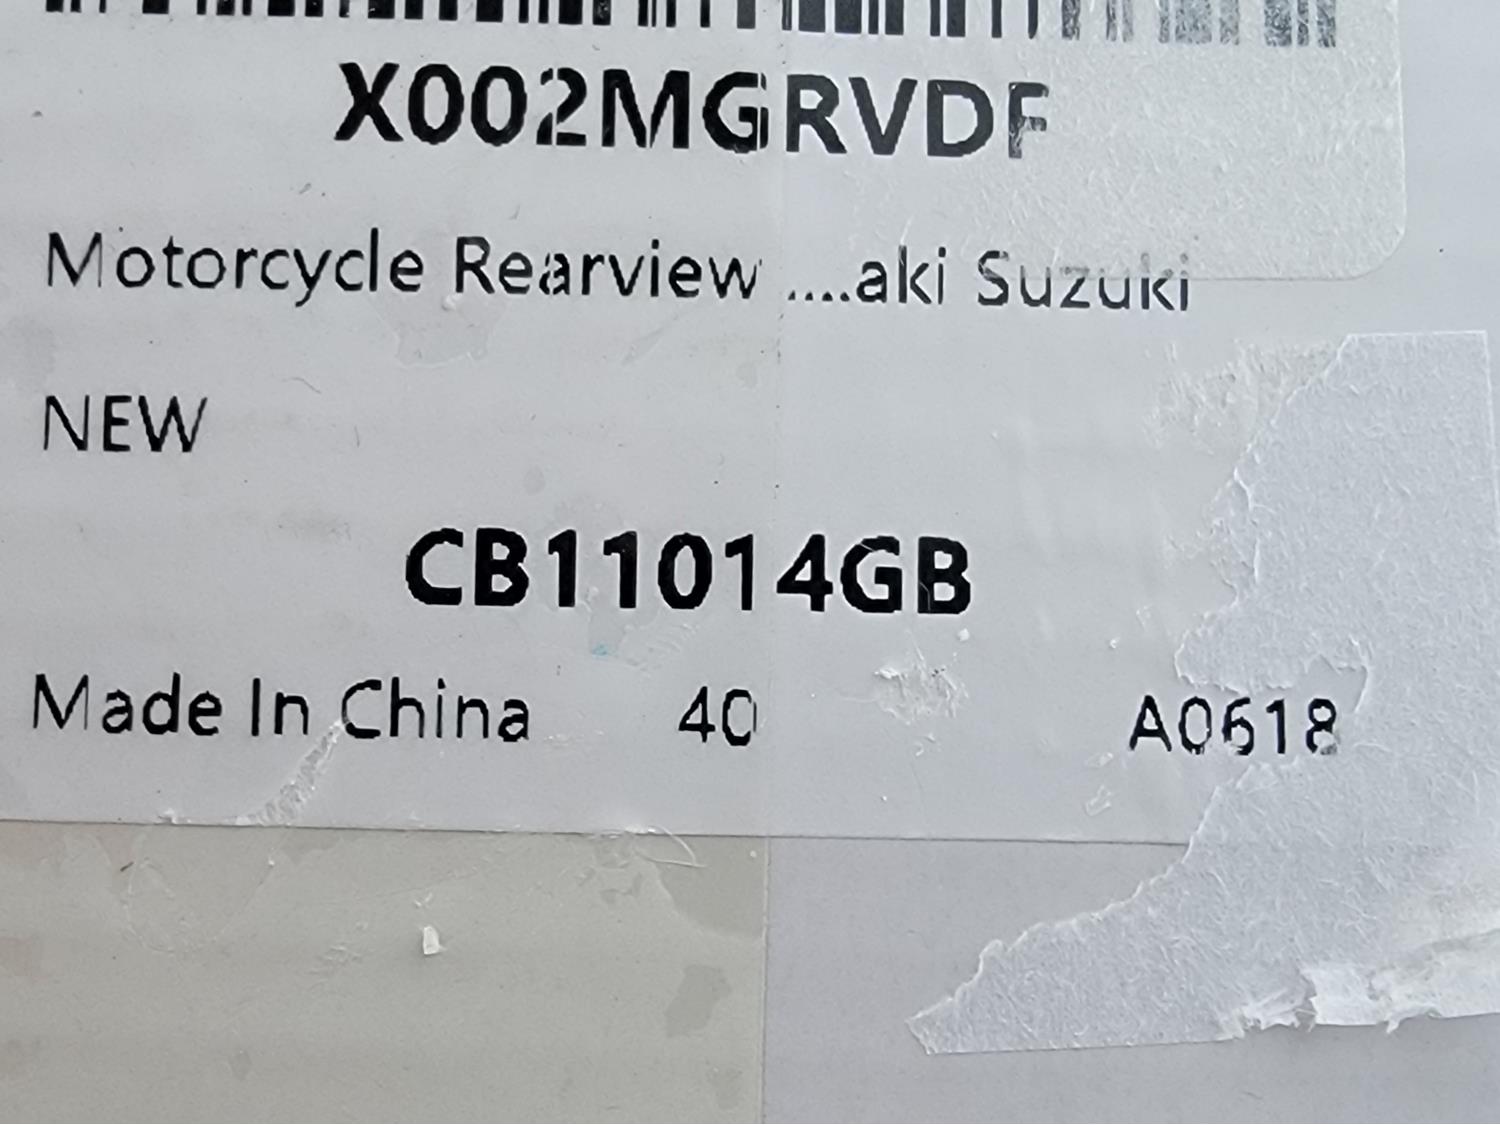 X002MGRVDF
Motorcycle Rearview ....aki Suzuki
NEW
CB11014GB
Made In China 40 A0618